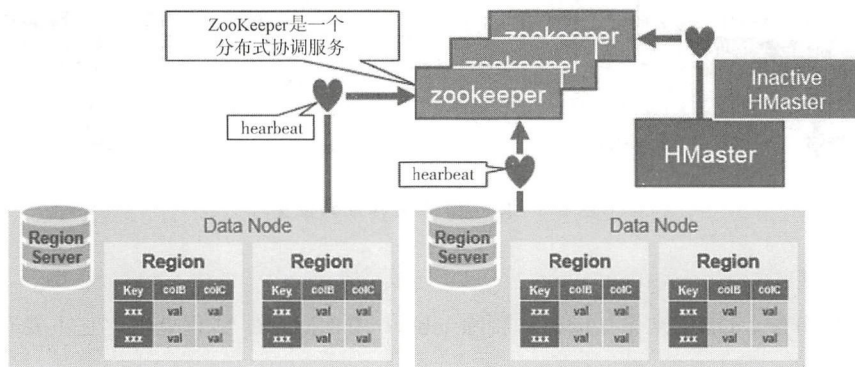 ZooKeeper是一个
分布式协调服务
zookeeper
zookeeper
zookeeper
Inactive
HMaster
HMaster
hearbeat
hearbeat
Data Node
Region
Server
Region
Region
Key colB colC
xxx val val
xxx val val
Key colB colC
xxx val val
xxx val val
Data Node
Region
Server
Region
Region
Key colB colC
xxx val val
xxx val val
Key colB colC
xxx val val
xxx val val